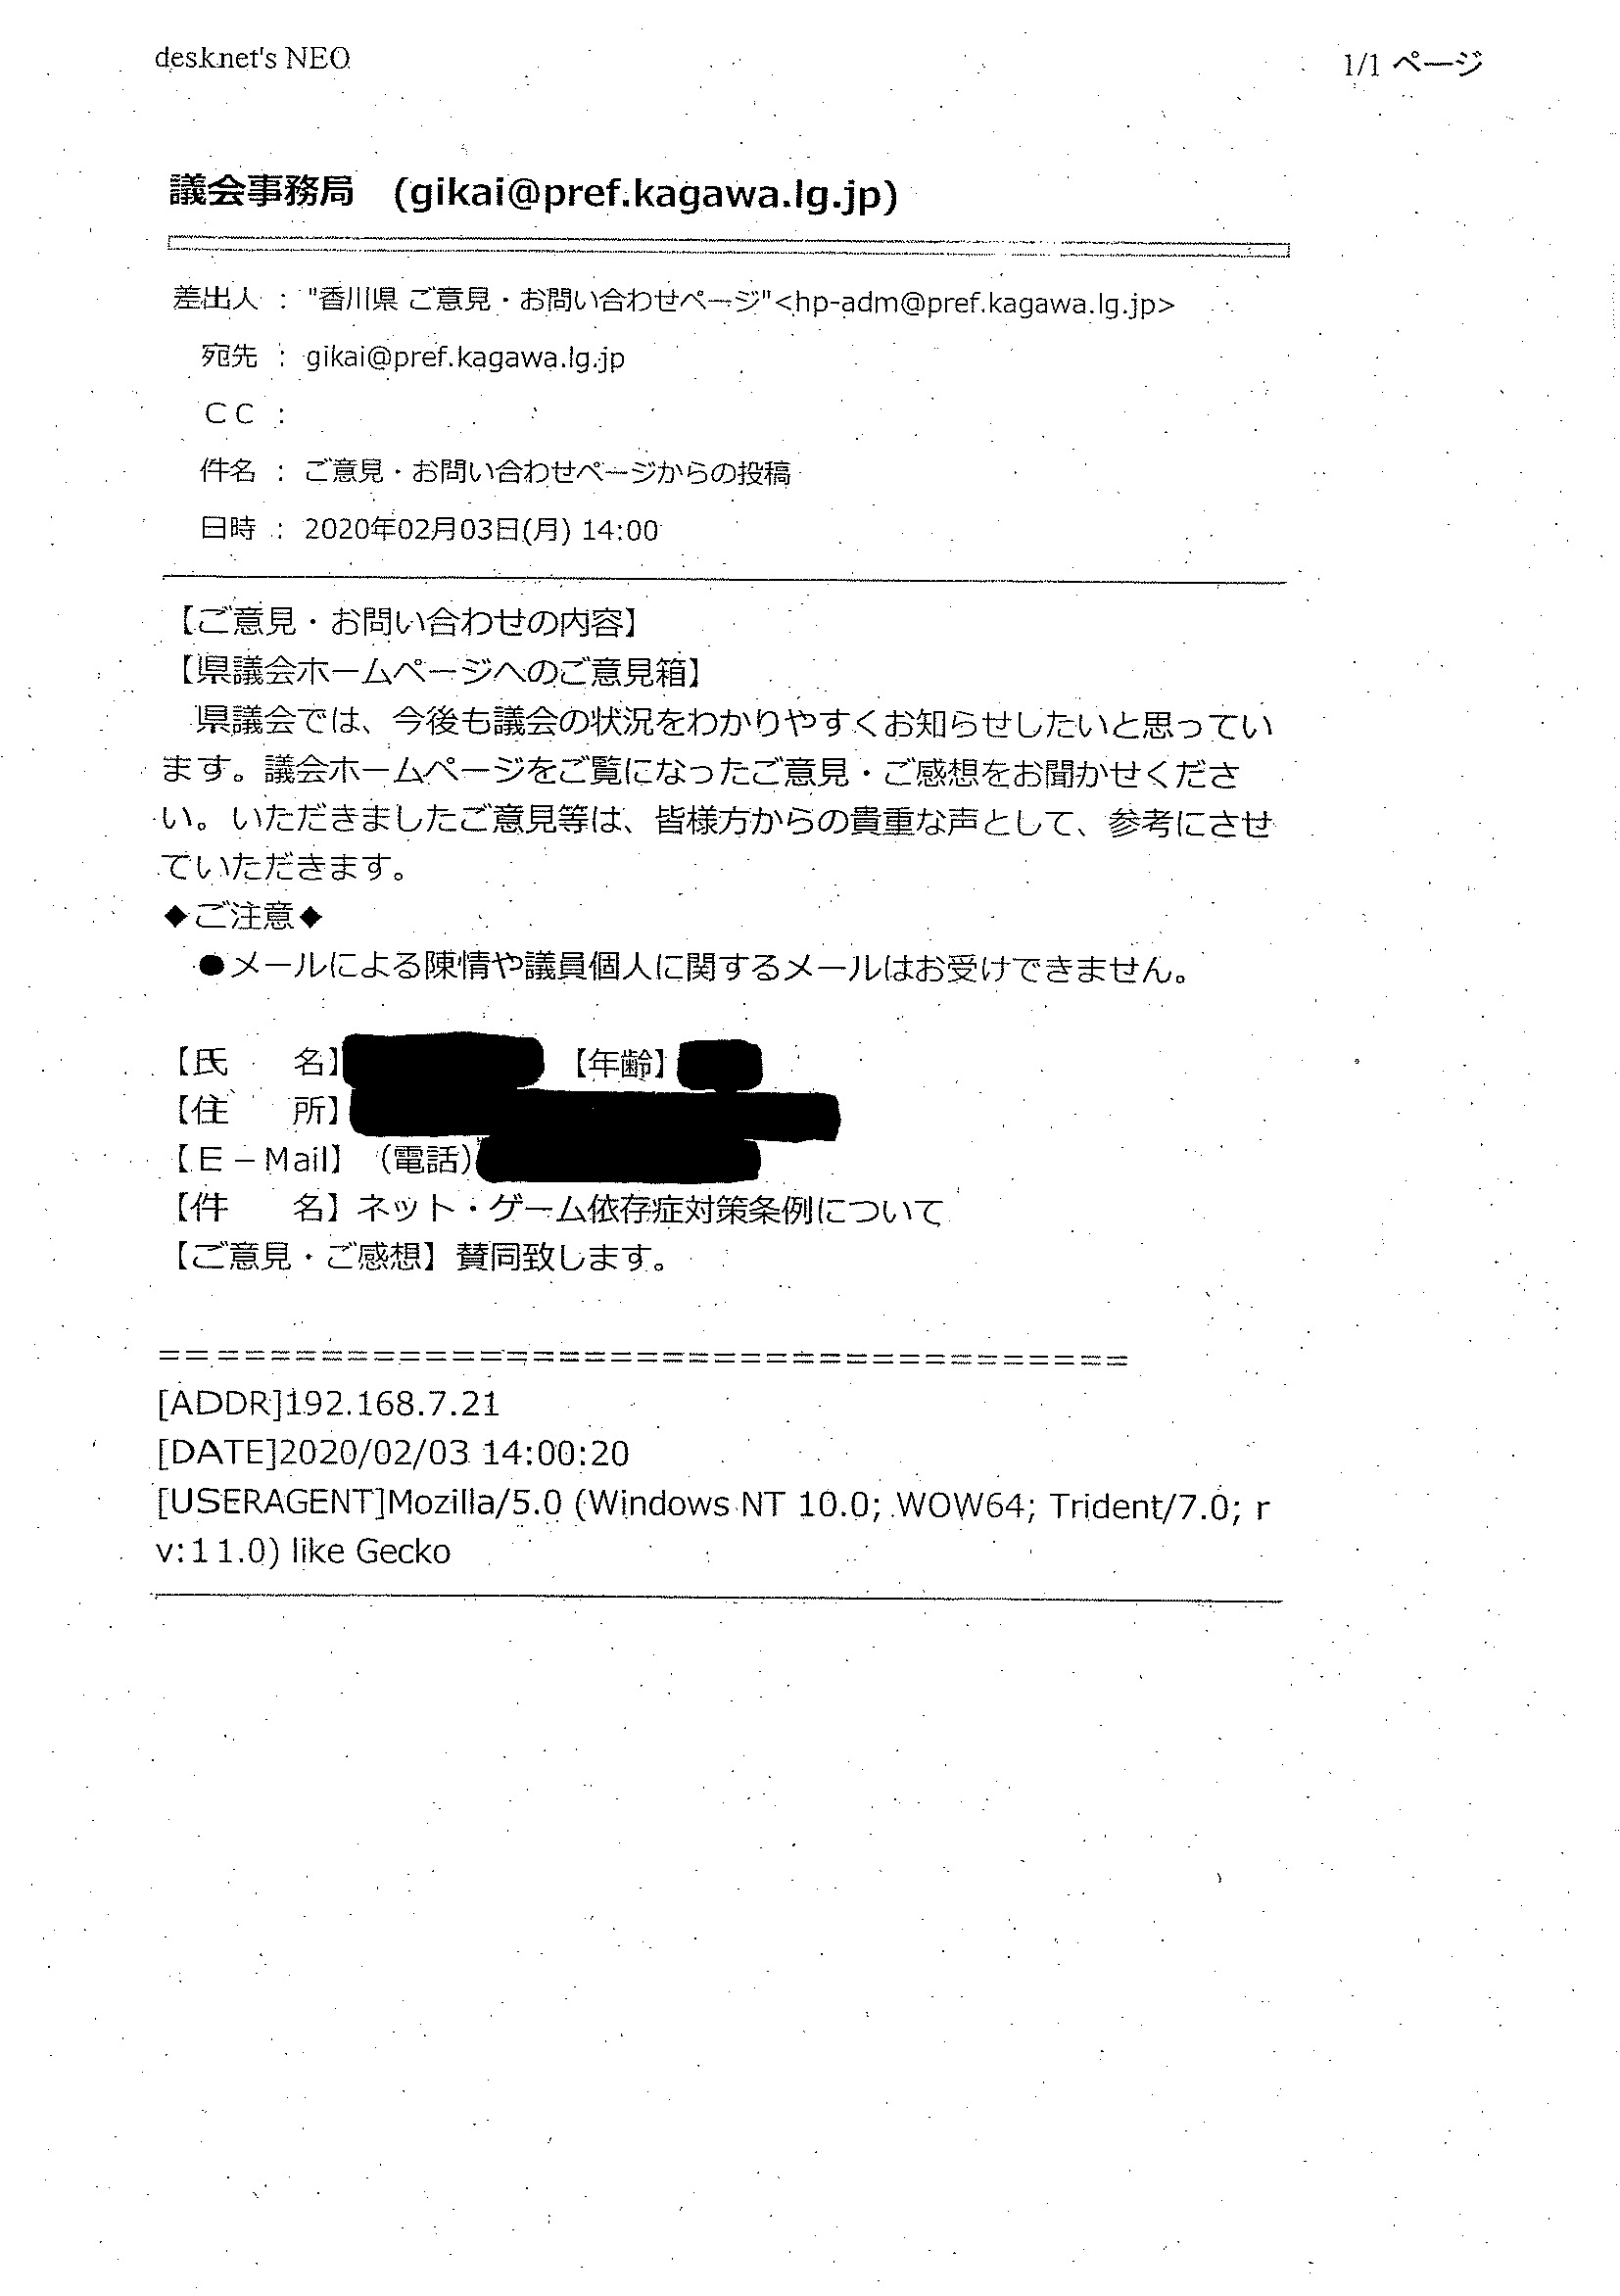 desknet's NEO
1/1 ページ
議会事務局 (gikai@pref.kagawa.lg.jp)
差出人 : "香川県 ご意見・お問い合わせページ"<hp-adm@pref.kagawa.lg.jp>
宛先 : gikai@pref.kagawa.lg.jp
ＣＣ :
件名 : ご意見・お問い合わせページからの投稿
日時 : 2020年02月03日(月) 14:00
【ご意見・お問い合わせの内容】
【県議会ホームページへのご意見箱】
県議会では、今後も議会の状況をわかりやすくお知らせしたいと思ってい
ます。議会ホームページをご覧になったご意見・ご感想をお聞かせくださ
い。いただきましたご意見等は、皆様方からの貴重な声として、参考にさせ
ていただきます。
◆ご注意◆
●メールによる陳情や議員個人に関するメールはお受けできません。
【氏　　名】 【年齢】
【住　　所】
【Ｅ－Mail】（電話）
【件　　名】ネット・ゲーム依存症対策条例について
【ご意見・ご感想】賛同致します。
=====================================
[ADDR]192.168.7.21
[DATE]2020/02/03 14:00:20
[USERAGENT]Mozilla/5.0 (Windows NT 10.0; WOW64; Trident/7.0; r
v:11.0) like Gecko